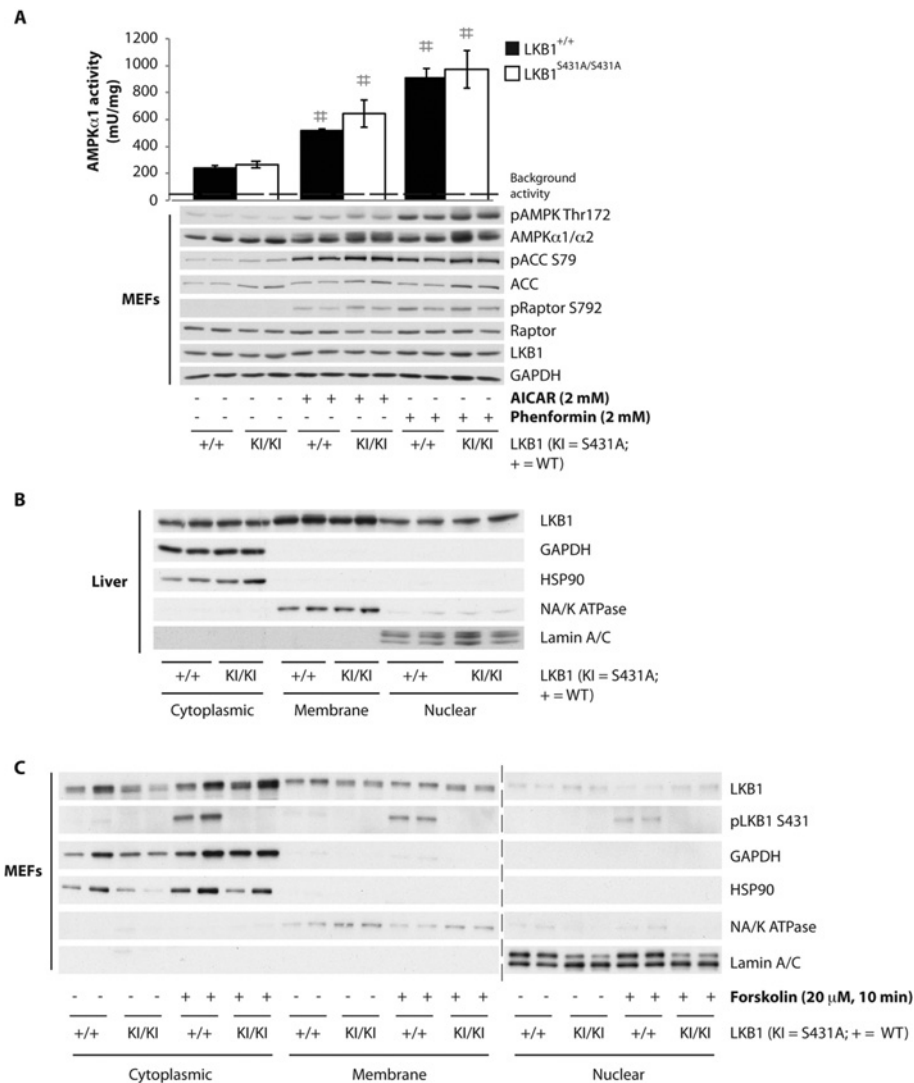 A
AMPKα1 activity
(mU/mg)
1200
1000
800
600
400
200
0
⌗ ⌗ ⌗ ⌗
LKB1+/+
LKB1S431A/S431A
Background
activity
MEFs
pAMPK Thr172
AMPKα1/α2
pACC S79
ACC
pRaptor S792
Raptor
LKB1
GAPDH
- - - - + + + + - - - - AICAR (2 mM)
- - - - - - - - + + + + Phenformin (2 mM)
+/+ KI/KI +/+ KI/KI +/+ KI/KI LKB1 (KI = S431A;
+ = WT)
B
Liver
LKB1
GAPDH
HSP90
NA/K ATPase
Lamin A/C
+/+ KI/KI +/+ KI/KI +/+ KI/KI LKB1 (KI = S431A;
+ = WT)
Cytoplasmic Membrane Nuclear
C
MEFs
LKB1
pLKB1 S431
GAPDH
HSP90
NA/K ATPase
Lamin A/C
- - - - + + + + - - - - + + + + - - - - + + + + Forskolin (20 μM, 10 min)
+/+ KI/KI +/+ KI/KI +/+ KI/KI +/+ KI/KI +/+ KI/KI +/+ KI/KI LKB1 (KI = S431A; + = WT)
Cytoplasmic Membrane Nuclear